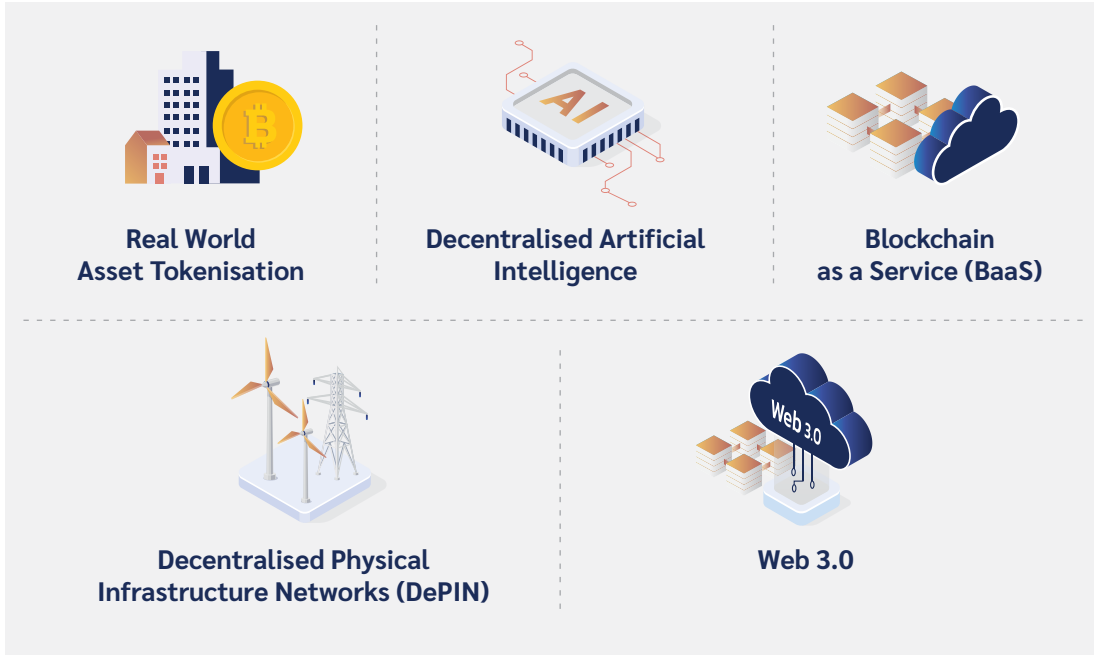 Real World
Asset Tokenisation
AI
Decentralised Artificial
Intelligence
Blockchain
as a Service (BaaS)
Decentralised Physical
Infrastructure Networks (DePIN)
Web 3.0
Web 3.0